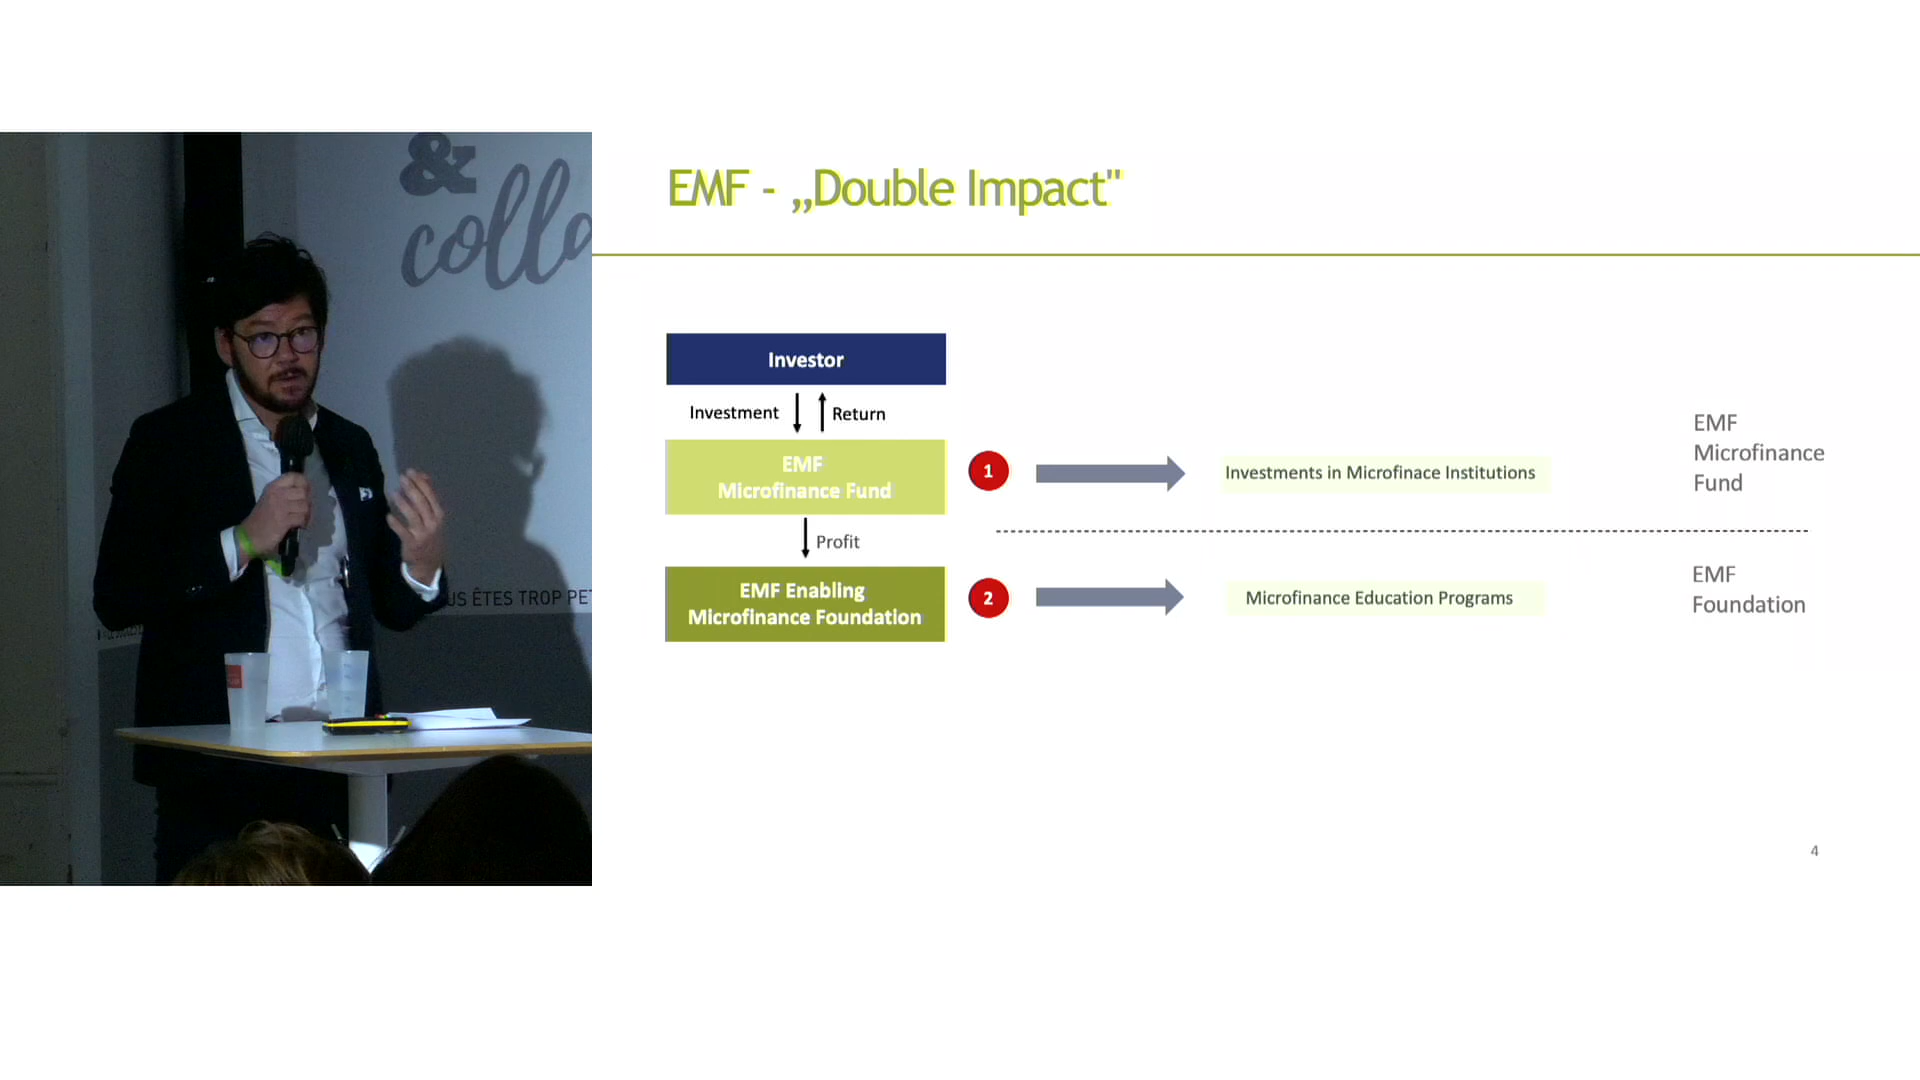 &
US ÊTES TROP PE
EMF - „Double Impact"
Investor
Investment
Return
EMF
Microfinance Fund
1
Investments in Microfinace Institutions
EMF
Microfinance
Fund
Profit
EMF Enabling
Microfinance Foundation
2
Microfinance Education Programs
EMF
Foundation
4